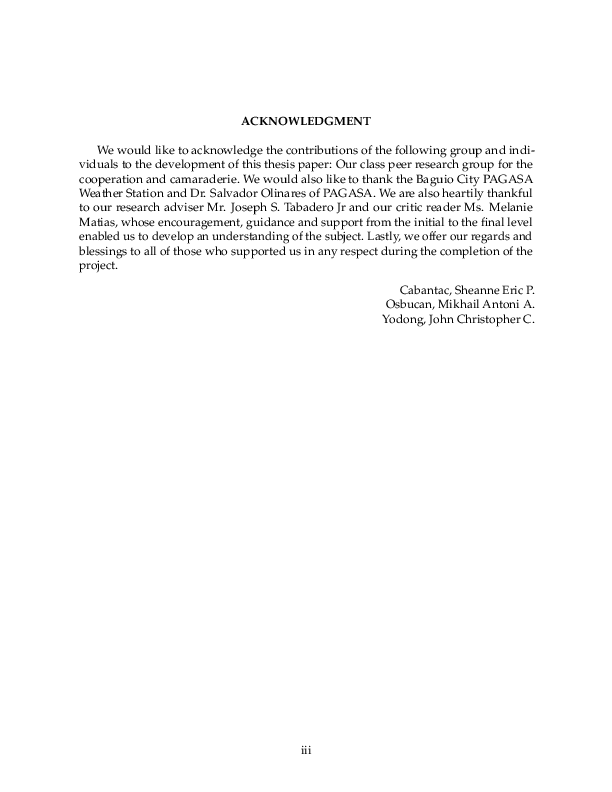 ACKNOWLEDGMENT
We would like to acknowledge the contributions of the following group and indi-
viduals to the development of this thesis paper: Our class peer research group for the
cooperation and camaraderie. We would also like to thank the Baguio City PAGASA
Weather Station and Dr. Salvador Olinares of PAGASA. We are also heartily thankful
to our research adviser Mr. Joseph S. Tabadero Jr and our critic reader Ms. Melanie
Matias, whose encouragement, guidance and support from the initial to the final level
enabled us to develop an understanding of the subject. Lastly, we offer our regards and
blessings to all of those who supported us in any respect during the completion of the
project.
Cabantac, Sheanne Eric P.
Osbucan, Mikhail Antoni A.
Yodong, John Christopher C.
iii